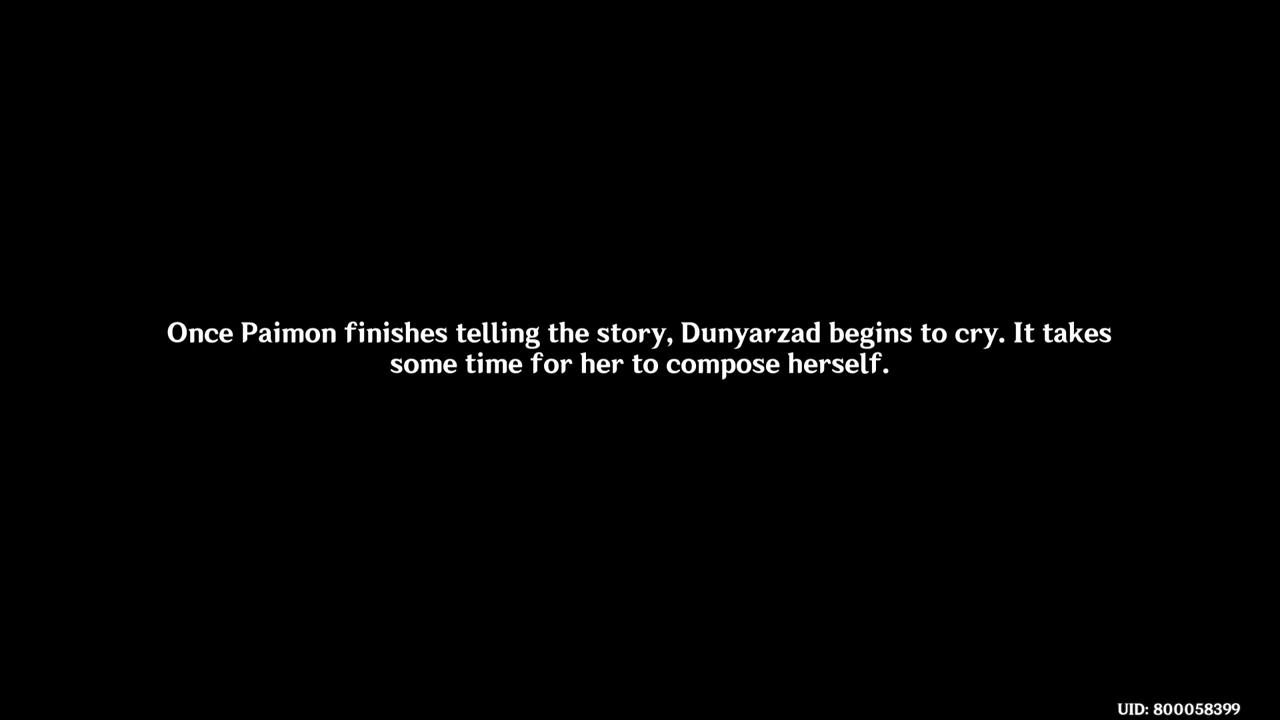 Once Paimon finishes telling the story, Dunyarzad begins to cry. It takes
some time for her to compose herself.
UID: 800058399